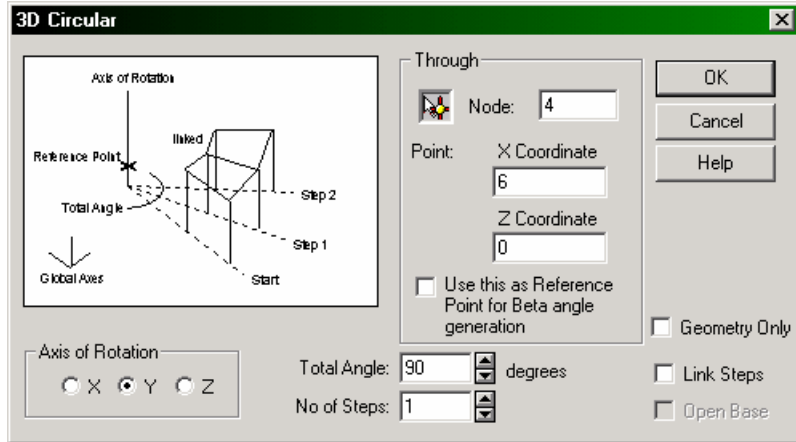 3D Circular
Axis of Rotation
linked
Reference Point
Total Angle
Step 2
Step 1
Start
Global Axes
Through
Node: 4
Point: X Coordinate
6
Z Coordinate
0
Use this as Reference
Point for Beta angle
generation
OK
Cancel
Help
Geometry Only
Axis of Rotation
X Y Z
Total Angle: 90 degrees
No of Steps: 1
Link Steps
Open Base